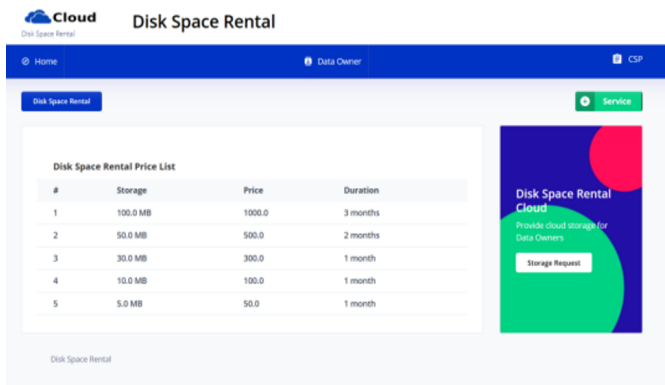 Cloud
Disk Space Rental
Disk Space Rental
Home
Data Owner
CSP
Disk Space Rental
Service
Disk Space Rental Price List
# Storage Price Duration
1 100.0 MB 1000.0 3 months
2 50.0 MB 500.0 2 months
3 30.0 MB 300.0 1 month
4 10.0 MB 100.0 1 month
5 5.0 MB 50.0 1 month
Disk Space Rental
Cloud
Provide cloud storage for
Data Owners
Storage Request
Disk Space Rental